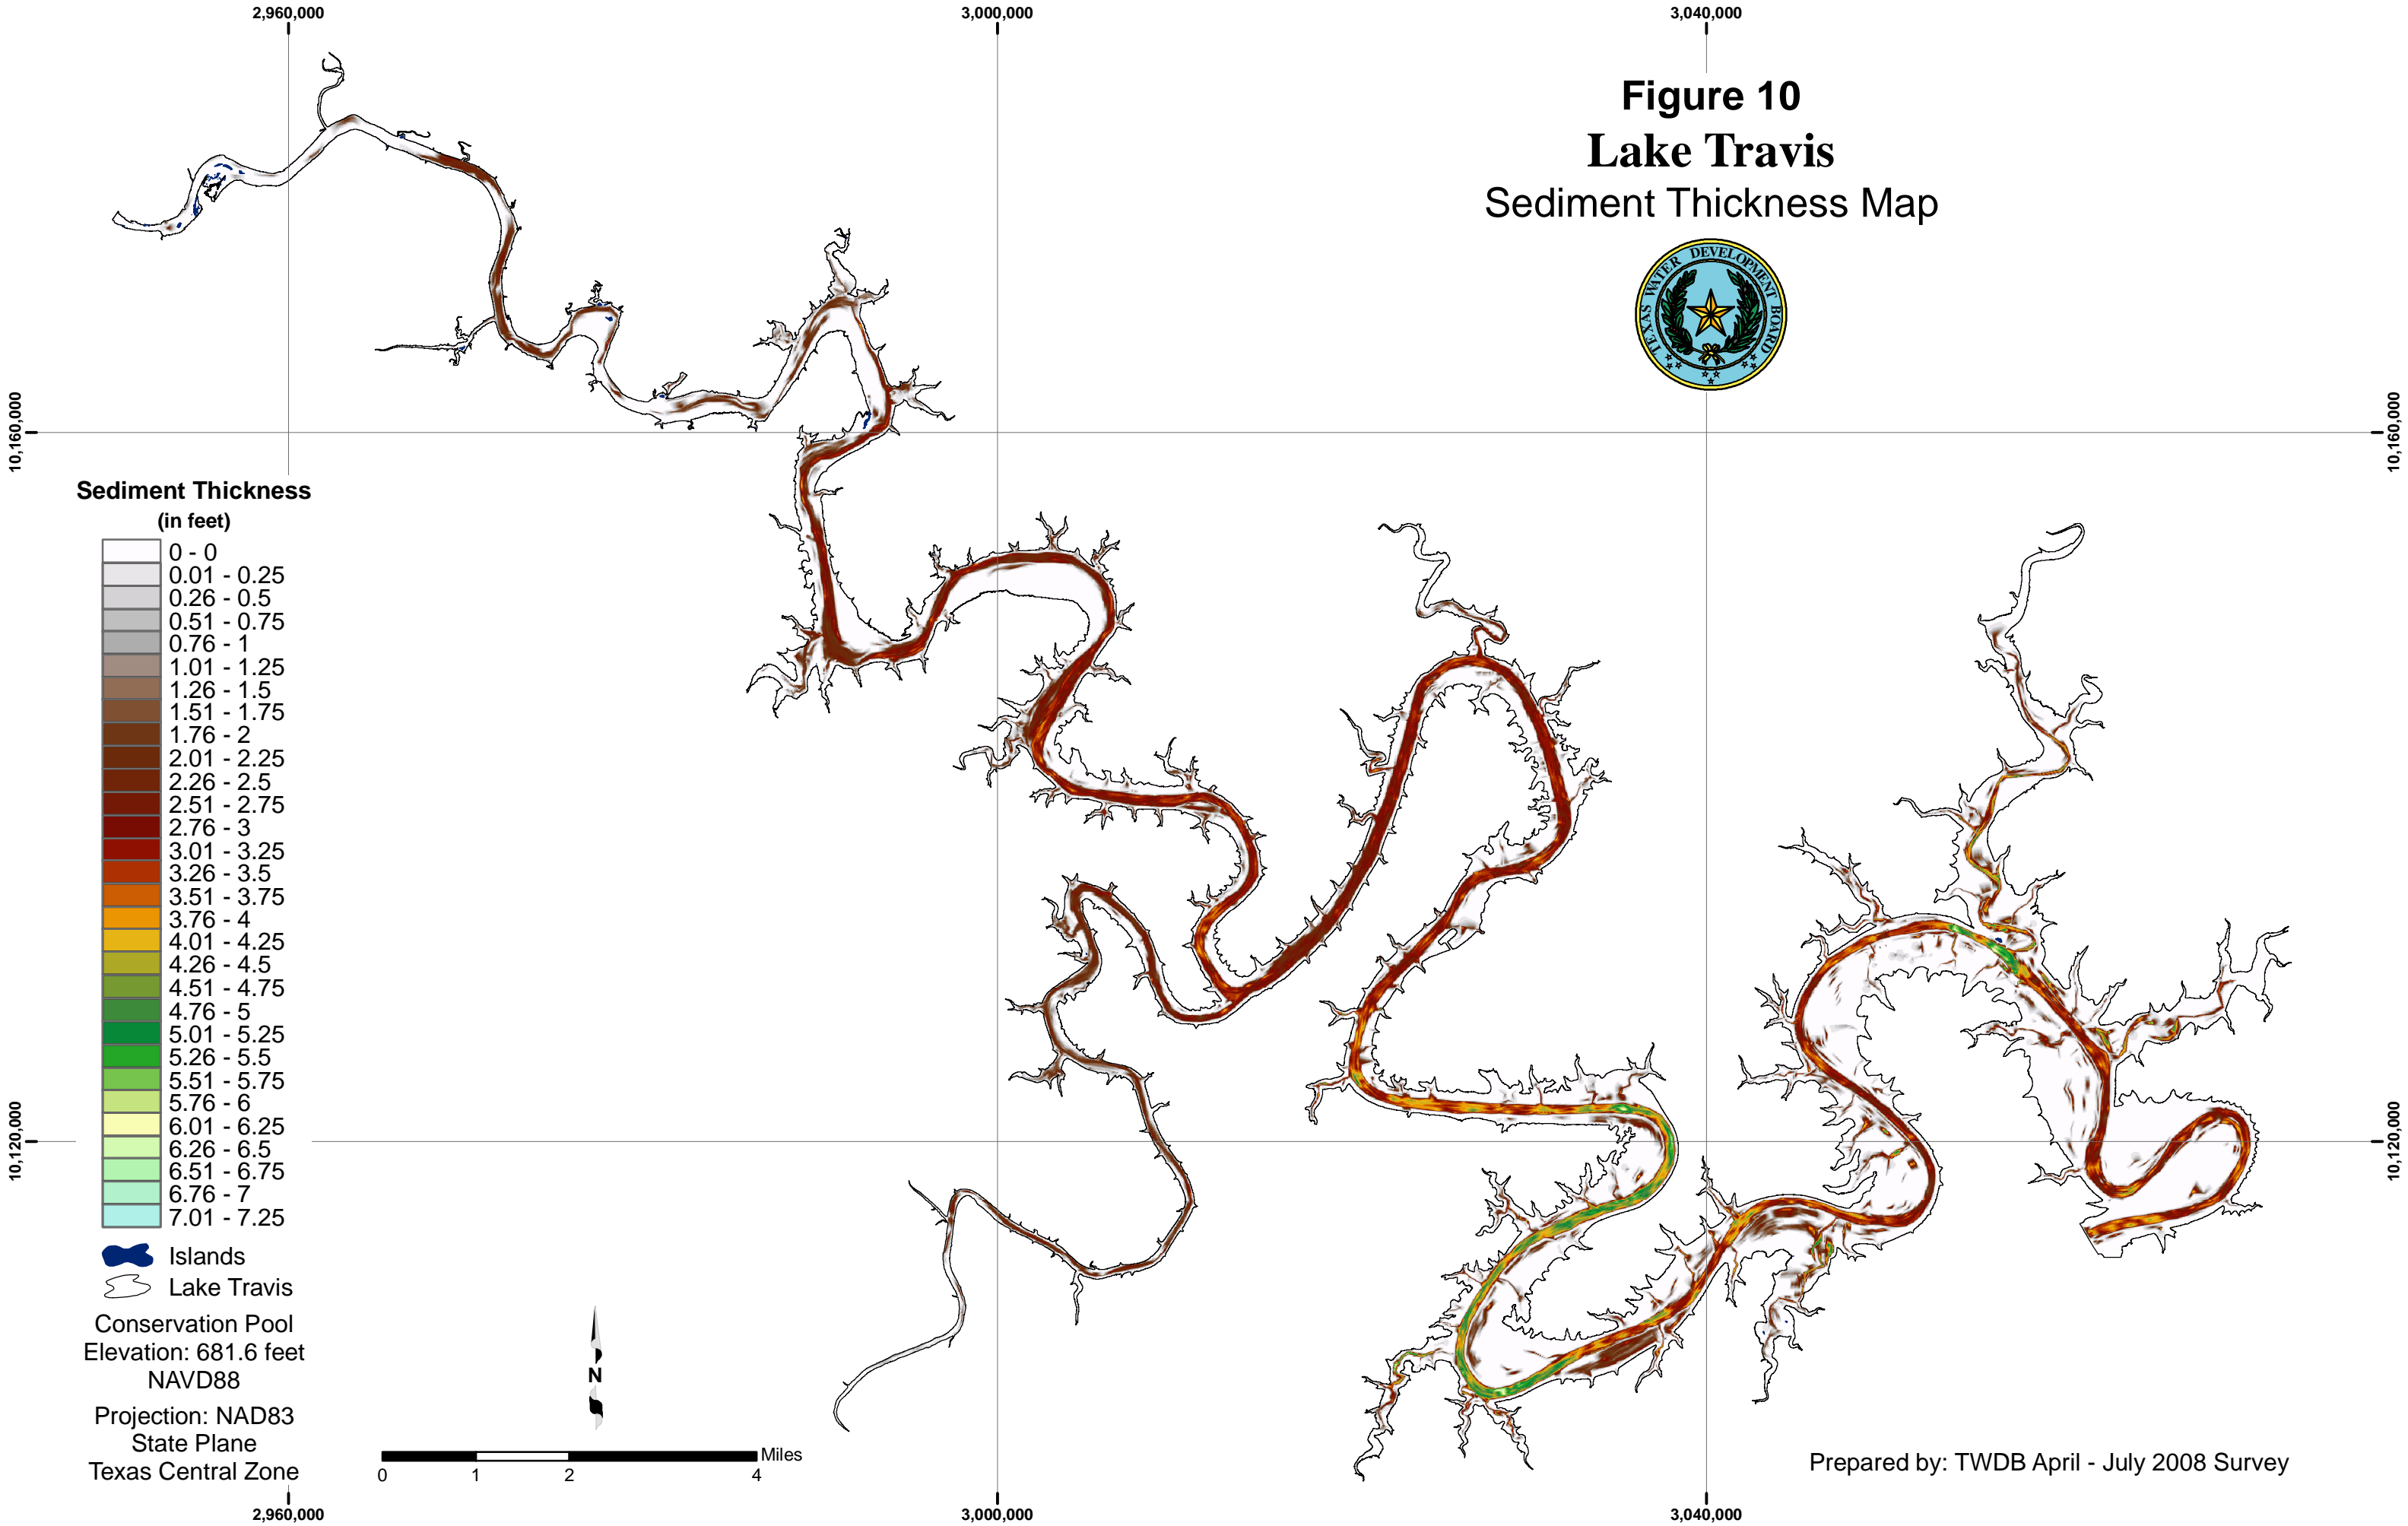 2,960,000
3,000,000
3,040,000
Figure 10
Lake Travis
Sediment Thickness Map
TEXAS WATER DEVELOPMENT BOARD
10,160,000
10,160,000
Sediment Thickness
(in feet)
0 - 0
0.01 - 0.25
0.26 - 0.5
0.51 - 0.75
0.76 - 1
1.01 - 1.25
1.26 - 1.5
1.51 - 1.75
1.76 - 2
2.01 - 2.25
2.26 - 2.5
2.51 - 2.75
2.76 - 3
3.01 - 3.25
3.26 - 3.5
3.51 - 3.75
3.76 - 4
4.01 - 4.25
4.26 - 4.5
4.51 - 4.75
4.76 - 5
5.01 - 5.25
5.26 - 5.5
5.51 - 5.75
5.76 - 6
6.01 - 6.25
6.26 - 6.5
6.51 - 6.75
6.76 - 7
7.01 - 7.25
Islands
Lake Travis
10,120,000
10,120,000
Conservation Pool
Elevation: 681.6 feet
NAVD88
Projection: NAD83
State Plane
Texas Central Zone
N
Miles
0 1 2 4
Prepared by: TWDB April - July 2008 Survey
2,960,000
3,000,000
3,040,000